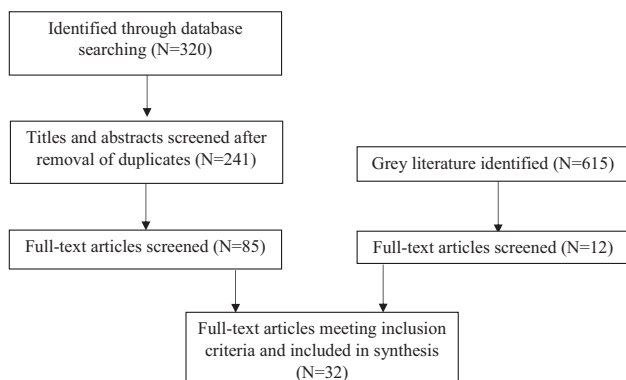 Identified through database
searching (N=320)
Titles and abstracts screened after
removal of duplicates (N=241)
Grey literature identified (N=615)
Full-text articles screened (N=85)
Full-text articles screened (N=12)
Full-text articles meeting inclusion
criteria and included in synthesis
(N=32)